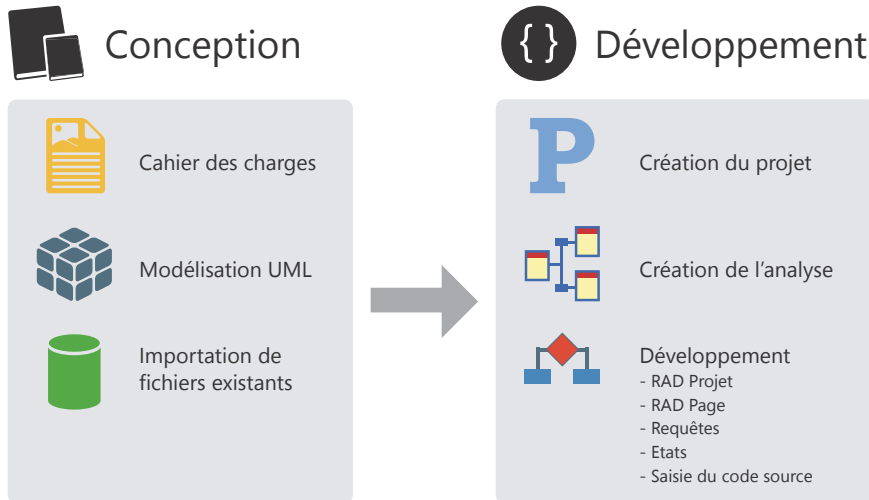 Conception
Cahier des charges
Modélisation UML
Importation de
fichiers existants
{ } Développement
P
Création du projet
Création de l'analyse
Développement
- RAD Projet
- RAD Page
- Requêtes
- Etats
- Saisie du code source